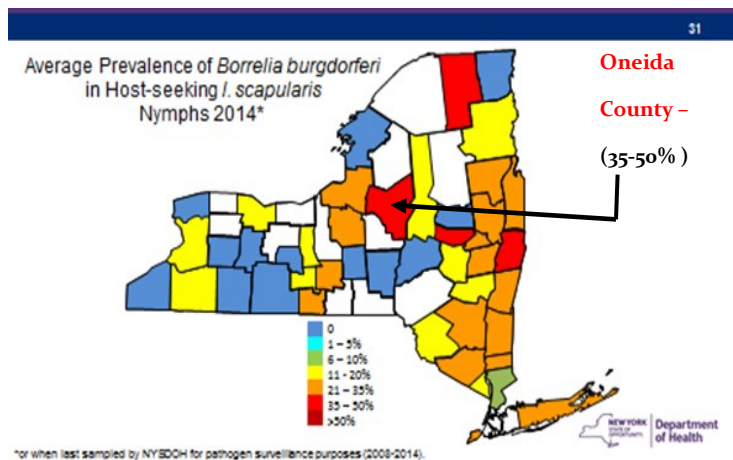 31
Average Prevalence of Borrelia burgdorferi
in Host-seeking I. scapularis
Nymphs 2014*
Oneida
County –
(35-50% )
0
1 – 5%
6 – 10%
11 - 20%
21 – 35%
35 – 50%
>50%
NEW YORK
STATE OF
OPPORTUNITY.
Department
of Health
*or when last sampled by NYSDOH for pathogen surveillance purposes (2008-2014).